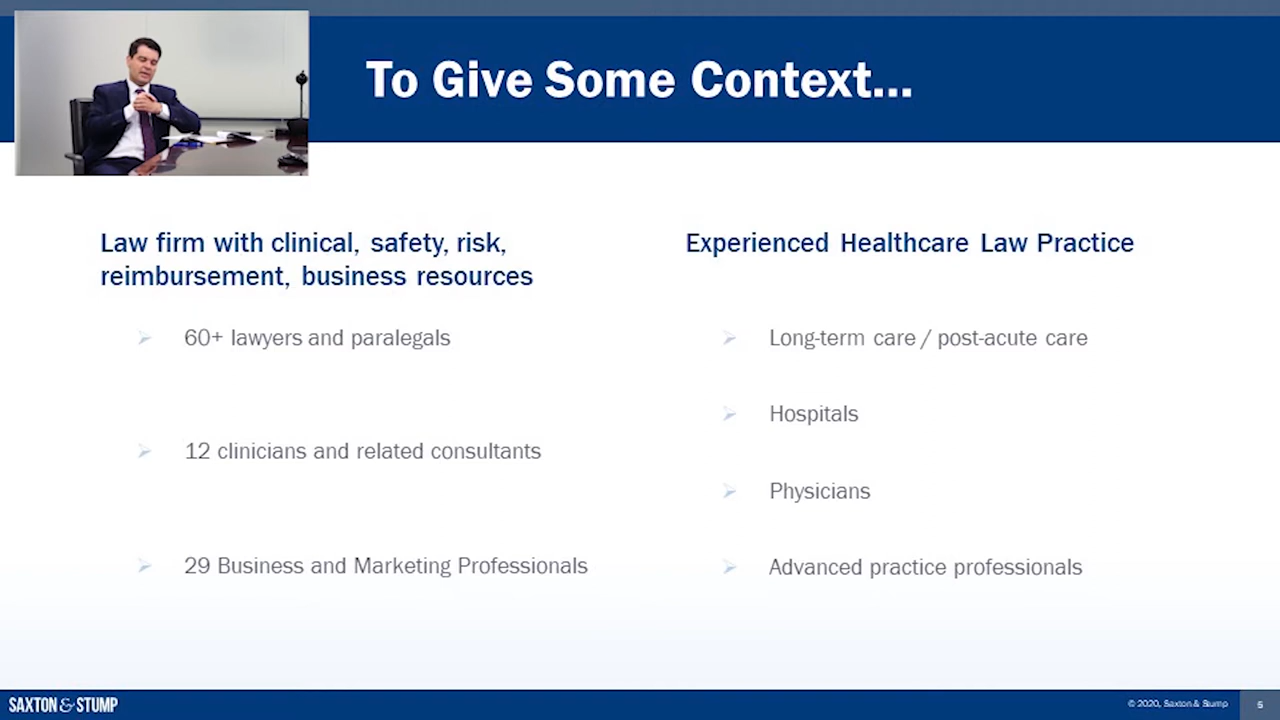 To Give Some Context...
Law firm with clinical, safety, risk,
reimbursement, business resources
60+ lawyers and paralegals
12 clinicians and related consultants
29 Business and Marketing Professionals
Experienced Healthcare Law Practice
Long-term care / post-acute care
Hospitals
Physicians
Advanced practice professionals
SAXTON & STUMP
© 2020, Saxton & Stump
5